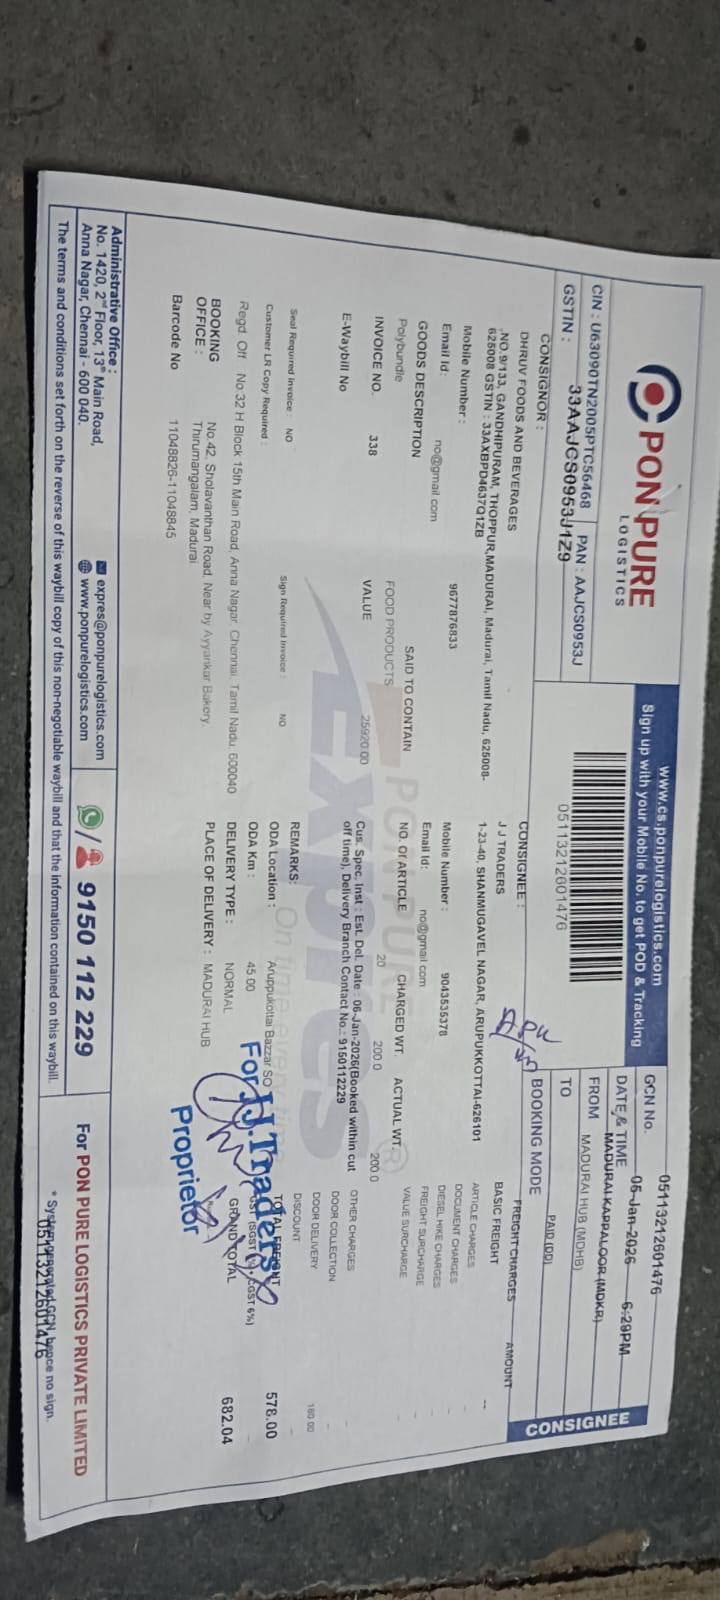 PON PURE
LOGISTICS
www.cs.ponpurelogistics.com
Sign up with your Mobile No. to get POD & Tracking
CIN : U63090TN2005PTC56468
PAN : AAJCS0953J
GSTIN : 33AAJCS0953J1Z9
05113212601476
GCN No. 05113212601476
DATE & TIME 05-Jan-2026 6:29PM
MADURAI KAPPALOOR (MDKR)
FROM MADURAI HUB (MDHB)
TO
BOOKING MODE PAID (DD)
CONSIGNEE
CONSIGNOR :
DHRUV FOODS AND BEVERAGES
,NO.9/133, GANDHIPURAM, THOPPUR,MADURAI, Madurai, Tamil Nadu, 625008-
625008 GSTIN : 33AXBPD4637Q1ZB
Mobile Number : 9677876833
Email Id: no@gmail.com
CONSIGNEE :
J J TRADERS
1-23-40, SHANMUGAVEL NAGAR, ARUPUKKOTTAI-626101
Mobile Number : 9043535378
Email Id: no@gmail.com
GOODS DESCRIPTION SAID TO CONTAIN NO. Of ARTICLE CHARGED WT. ACTUAL WT.
Polybundle FOOD PRODUCTS 20 200.0 200.0
INVOICE NO. 338 VALUE 25920.00
E-Waybill No
Cus. Spec. Inst : Est. Del. Date : 06-Jan-2026(Booked within cut
off time), Delivery Branch Contact No.: 9150112229
FREIGHT CHARGES AMOUNT
BASIC FREIGHT --
ARTICLE CHARGES -
DOCUMENT CHARGES -
DIESEL HIKE CHARGES -
FREIGHT SURCHARGE -
VALUE SURCHARGE -
OTHER CHARGES -
DOOR COLLECTION -
DOOR DELIVERY 160.00
DISCOUNT -
TOTAL FREIGHT 578.00
GST (SGST 6%, CGST 6%) -
GRAND TOTAL 682.04
Seal Required Invoice : NO Sign Required Invoice : NO
Customer LR Copy Required :
REMARKS:
ODA Location : Aruppukottai Bazzar SO
ODA Km : 45.00
DELIVERY TYPE : NORMAL
PLACE OF DELIVERY : MADURAI HUB
Regd. Off No 32 H Block 15th Main Road, Anna Nagar, Chennai, Tamil Nadu, 600040
BOOKING OFFICE : No.42, Sholavanthan Road, Near by Ayyankar Bakery,
Thirumangalam, Madurai
Barcode No 11048826-11048845
PON PURE
Expres®
On time every time
For J.J.Traders
Proprietor
Administrative Office :
No. 1420, 2nd Floor, 13th Main Road,
Anna Nagar, Chennai - 600 040.
expres@ponpurelogistics.com
www.ponpurelogistics.com
9150 112 229
For PON PURE LOGISTICS PRIVATE LIMITED
* System generated GCN, hence no sign.
05113212601476
The terms and conditions set forth on the reverse of this waybill copy of this non-negotiable waybill and that the information contained on this waybill.